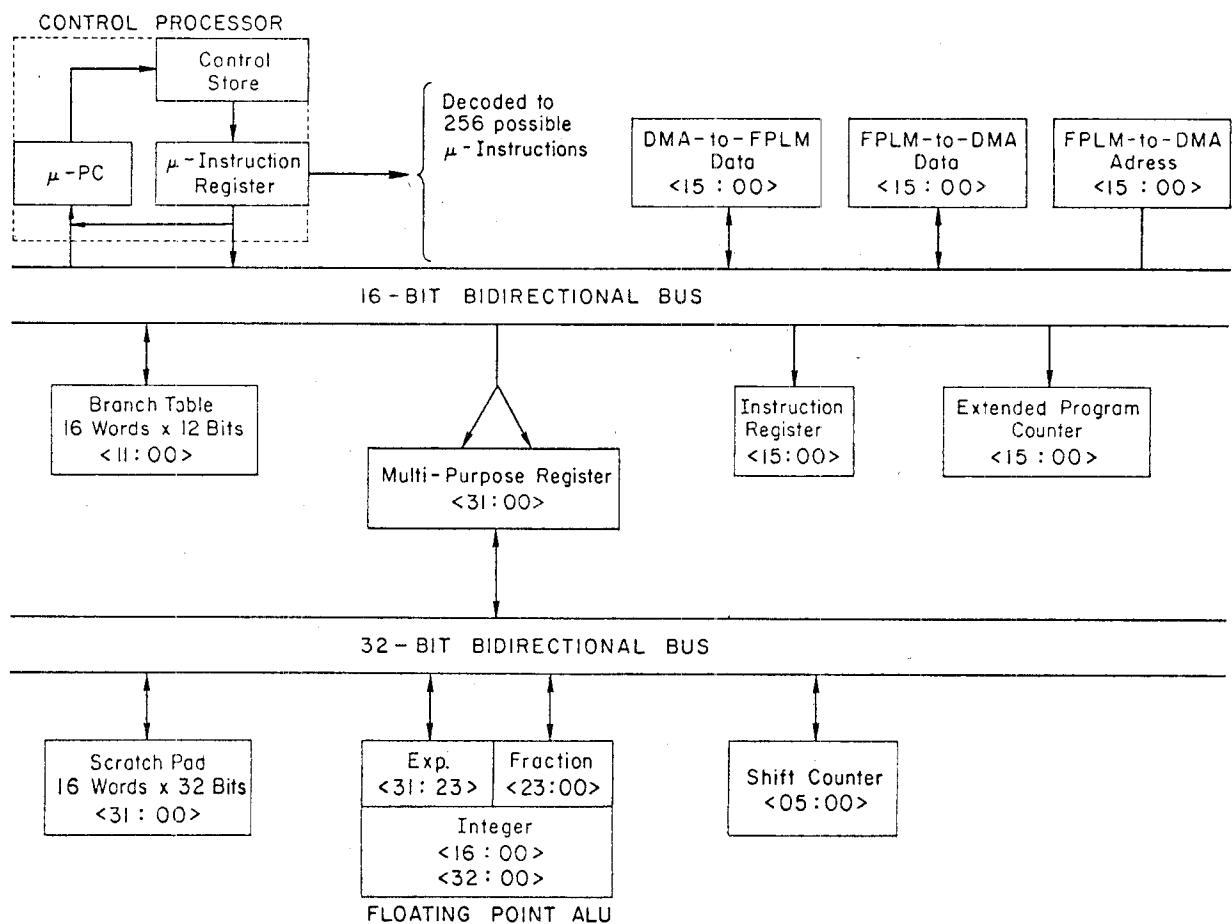 CONTROL PROCESSOR
Control
Store
μ-PC
μ-Instruction
Register
Decoded to
256 possible
μ-Instructions
DMA-to-FPLM
Data
<15:00>
FPLM-to-DMA
Data
<15:00>
FPLM-to-DMA
Adress
<15:00>
16-BIT BIDIRECTIONAL BUS
Branch Table
16 Words x 12 Bits
<11:00>
Multi-Purpose Register
<31:00>
Instruction
Register
<15:00>
Extended Program
Counter
<15:00>
32-BIT BIDIRECTIONAL BUS
Scratch Pad
16 Words x 32 Bits
<31:00>
Exp.
<31:23>
Fraction
<23:00>
Integer
<16:00>
<32:00>
FLOATING POINT ALU
Shift Counter
<05:00>